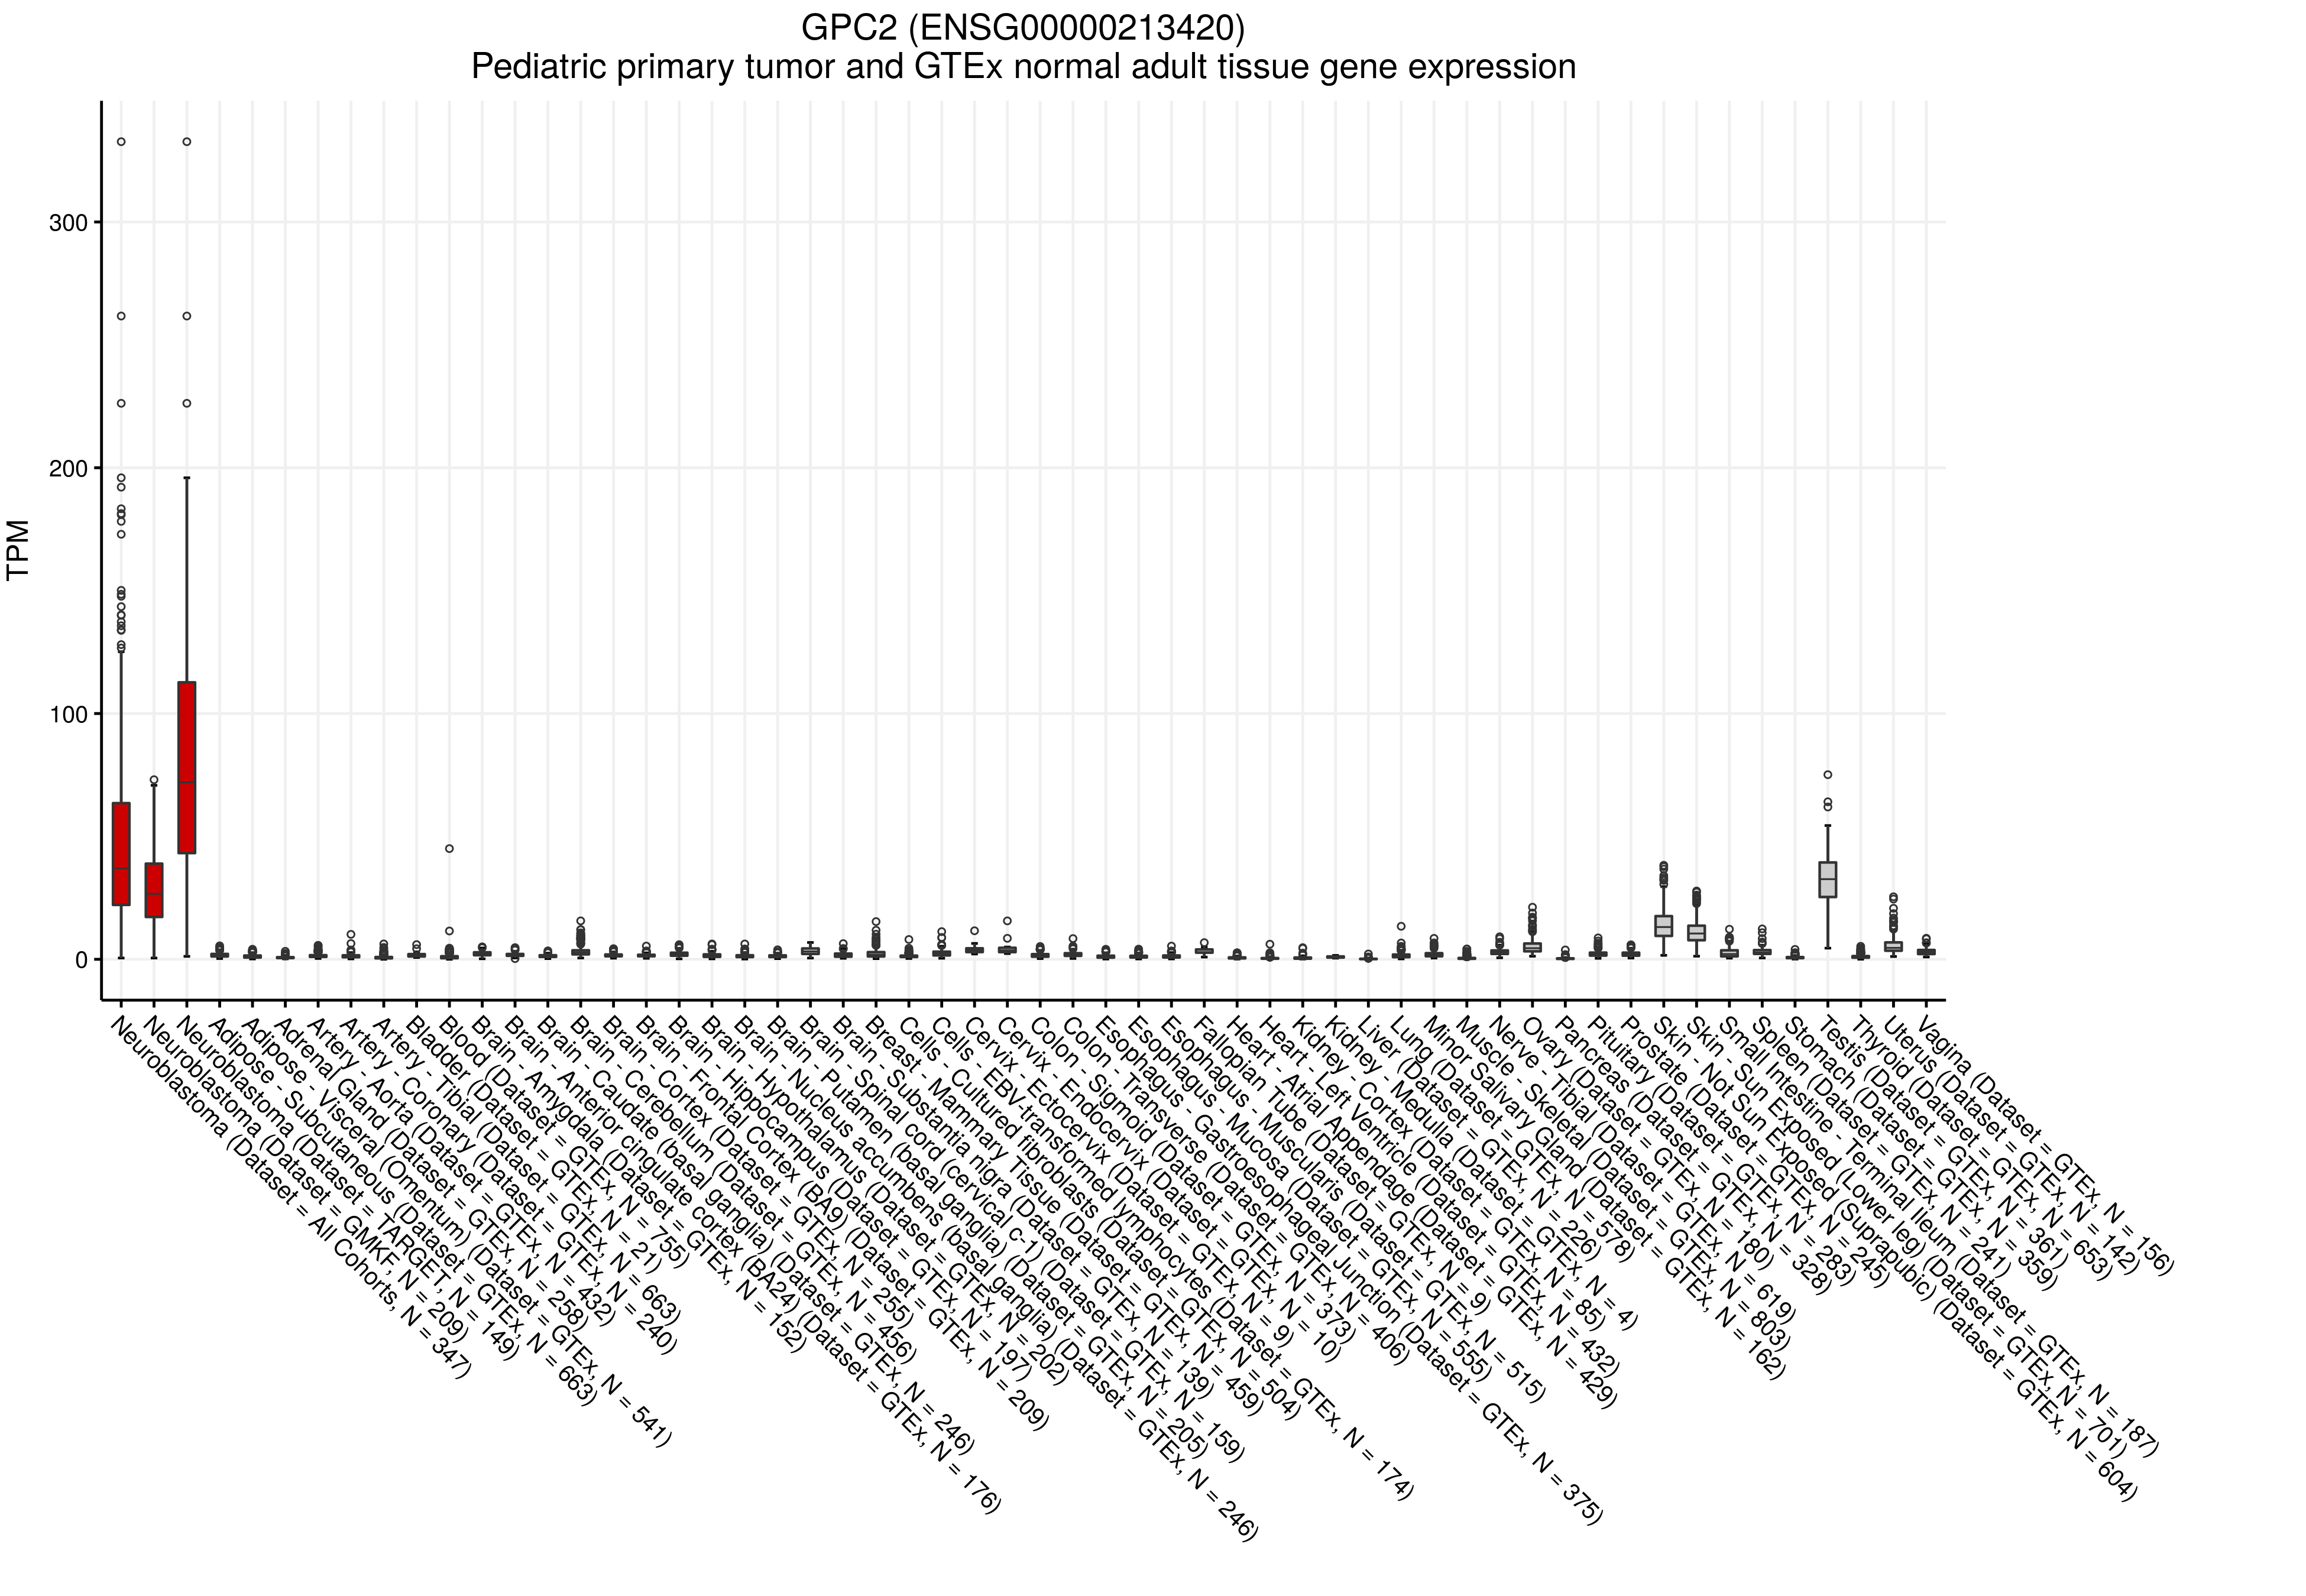 GPC2 (ENSG00000213420)
Pediatric primary tumor and GTEx normal adult tissue gene expression
TPM
300
200
100
0
Neuroblastoma (Dataset = All Cohorts, N = 347)
Neuroblastoma (Dataset = GMKF, N = 209)
Neuroblastoma (Dataset = TARGET, N = 149)
Adipose - Subcutaneous (Dataset = GTEx, N = 663)
Adipose - Visceral (Omentum) (Dataset = GTEx, N = 541)
Adrenal Gland (Dataset = GTEx, N = 258)
Artery - Aorta (Dataset = GTEx, N = 432)
Artery - Coronary (Dataset = GTEx, N = 240)
Artery - Tibial (Dataset = GTEx, N = 663)
Bladder (Dataset = GTEx, N = 21)
Blood (Dataset = GTEx, N = 755)
Brain - Amygdala (Dataset = GTEx, N = 152)
Brain - Anterior cingulate cortex (BA24) (Dataset = GTEx, N = 176)
Brain - Caudate (basal ganglia) (Dataset = GTEx, N = 246)
Brain - Cerebellum (Dataset = GTEx, N = 456)
Brain - Cortex (Dataset = GTEx, N = 255)
Brain - Frontal Cortex (BA9) (Dataset = GTEx, N = 209)
Brain - Hippocampus (Dataset = GTEx, N = 197)
Brain - Hypothalamus (Dataset = GTEx, N = 202)
Brain - Nucleus accumbens (basal ganglia) (Dataset = GTEx, N = 246)
Brain - Putamen (basal ganglia) (Dataset = GTEx, N = 205)
Brain - Spinal cord (cervical c-1) (Dataset = GTEx, N = 159)
Brain - Substantia nigra (Dataset = GTEx, N = 139)
Breast - Mammary Tissue (Dataset = GTEx, N = 459)
Cells - Cultured fibroblasts (Dataset = GTEx, N = 504)
Cells - EBV-transformed lymphocytes (Dataset = GTEx, N = 174)
Cervix - Ectocervix (Dataset = GTEx, N = 9)
Cervix - Endocervix (Dataset = GTEx, N = 10)
Colon - Sigmoid (Dataset = GTEx, N = 373)
Colon - Transverse (Dataset = GTEx, N = 406)
Esophagus - Gastroesophageal Junction (Dataset = GTEx, N = 375)
Esophagus - Mucosa (Dataset = GTEx, N = 555)
Esophagus - Muscularis (Dataset = GTEx, N = 515)
Fallopian Tube (Dataset = GTEx, N = 9)
Heart - Atrial Appendage (Dataset = GTEx, N = 429)
Heart - Left Ventricle (Dataset = GTEx, N = 432)
Kidney - Cortex (Dataset = GTEx, N = 85)
Kidney - Medulla (Dataset = GTEx, N = 4)
Liver (Dataset = GTEx, N = 226)
Lung (Dataset = GTEx, N = 578)
Minor Salivary Gland (Dataset = GTEx, N = 162)
Muscle - Skeletal (Dataset = GTEx, N = 803)
Nerve - Tibial (Dataset = GTEx, N = 619)
Ovary (Dataset = GTEx, N = 180)
Pancreas (Dataset = GTEx, N = 328)
Pituitary (Dataset = GTEx, N = 283)
Prostate (Dataset = GTEx, N = 245)
Skin - Not Sun Exposed (Suprapubic) (Dataset = GTEx, N = 604)
Skin - Sun Exposed (Lower leg) (Dataset = GTEx, N = 701)
Small Intestine - Terminal Ileum (Dataset = GTEx, N = 187)
Spleen (Dataset = GTEx, N = 241)
Stomach (Dataset = GTEx, N = 359)
Testis (Dataset = GTEx, N = 361)
Thyroid (Dataset = GTEx, N = 653)
Uterus (Dataset = GTEx, N = 142)
Vagina (Dataset = GTEx, N = 156)